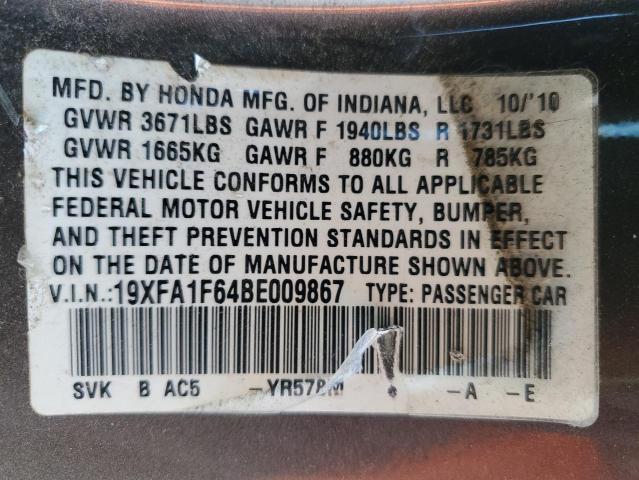 MFD. BY HONDA MFG. OF INDIANA, LLC 10/'10
GVWR 3671LBS GAWR F 1940LBS R 1731LBS
GVWR 1665KG GAWR F 880KG R 785KG
THIS VEHICLE CONFORMS TO ALL APPLICABLE
FEDERAL MOTOR VEHICLE SAFETY, BUMPER,
AND THEFT PREVENTION STANDARDS IN EFFECT
ON THE DATE OF MANUFACTURE SHOWN ABOVE.
V.I.N.: 19XFA1F64BE009867 TYPE: PASSENGER CAR
SVK B AC5 -YR578M -A -E